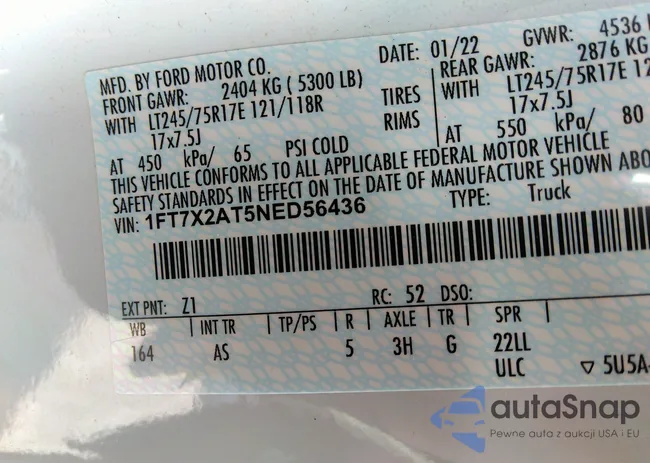 MFD. BY FORD MOTOR CO. DATE: 01/22 GVWR: 4536
FRONT GAWR: 2404 KG ( 5300 LB) REAR GAWR: 2876 KG
WITH LT245/75R17E 121/118R TIRES WITH LT245/75R17E
17x7.5J RIMS 17x7.5J
AT 450 kPa/ 65 PSI COLD AT 550 kPa/ 80
THIS VEHICLE CONFORMS TO ALL APPLICABLE FEDERAL MOTOR VEHICLE
SAFETY STANDARDS IN EFFECT ON THE DATE OF MANUFACTURE SHOWN ABO
VIN: 1FT7X2AT5NED56436 TYPE: Truck
EXT PNT: Z1 RC: 52 DSO:
WB | INT TR | TP/PS | R | AXLE | TR | SPR |
164 AS 5 3H G 22LL
ULC ▽ 5U5A-
autaSnap
Pewne auta z aukcji USA i EU